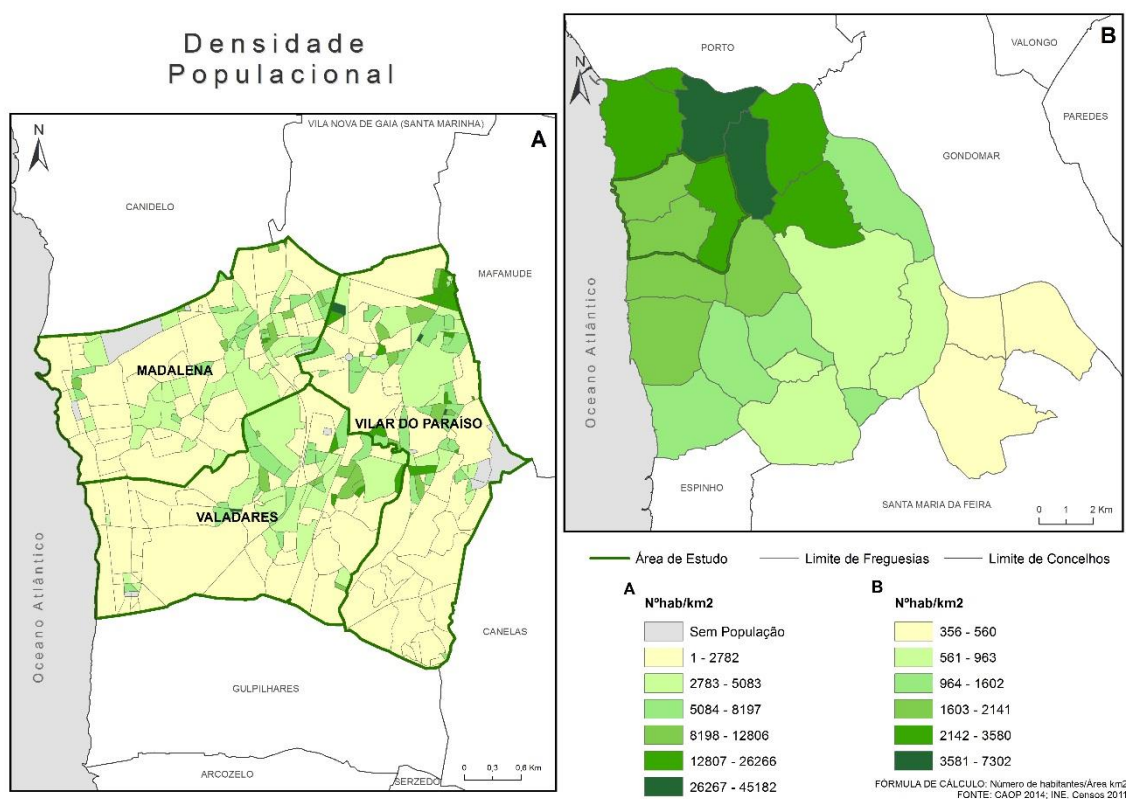 Densidade
Populacional
A
N
VILA NOVA DE GAIA (SANTA MARINHA)
CANIDELO
MAFAMUDE
MADALENA
VILAR DO PARAÍSO
VALADARES
Oceano Atlântico
CANELAS
GULPILHARES
ARCOZELO
SERZEDO
0 0,6 Km
B
N
PORTO
VALONGO
PAREDES
GONDOMAR
Oceano Atlântico
ESPINHO
SANTA MARIA DA FEIRA
0 1 2 Km
Área de Estudo
Limite de Freguesias
Limite de Concelhos
A
Nºhab/km2
Sem População
1 - 2782
2783 - 5083
5084 - 8197
8198 - 12806
12807 - 26266
26267 - 45182
B
Nºhab/km2
356 - 560
561 - 963
964 - 1602
1603 - 2141
2142 - 3580
3581 - 7302
FÓRMULA DE CÁLCULO: Número de habitantes/Área km2
FONTE: CAOP 2014; INE, Censos 2011